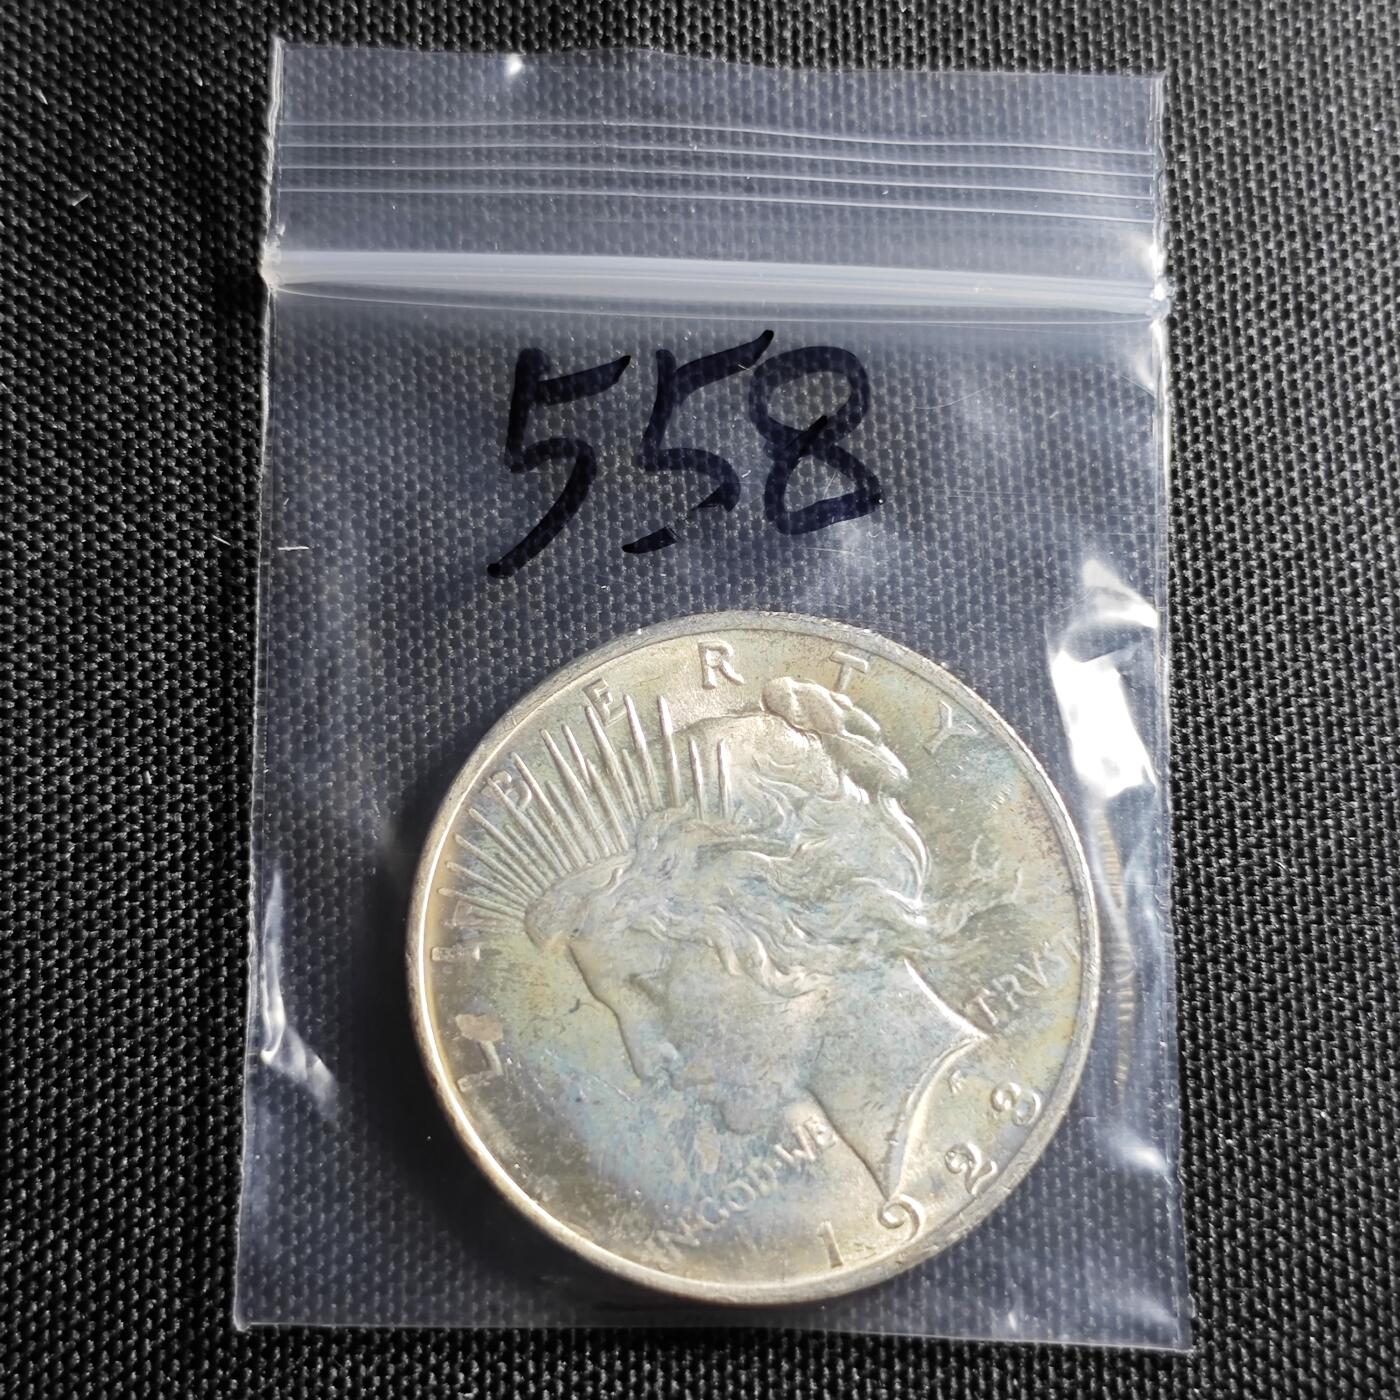 558
LIBERTY
IN GOD WE
TRVST
1923